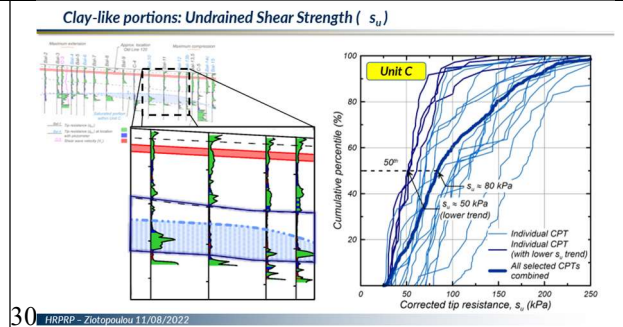 Clay-like portions: Undrained Shear Strength ( su )
Maximum extension
Approx. location
Maximum compression
Unit C
Cumulative percentile (%)
100
80
60
40
20
50th
su ≈ 80 kPa
su ≈ 50 kPa
(lower trend)
Individual CPT
Individual CPT
(with lower su trend)
All selected CPTs
combined
0 50 100 150 200 250
Corrected tip resistance, su (kPa)
30
HRPRP – Ziotopoulou 11/08/2022